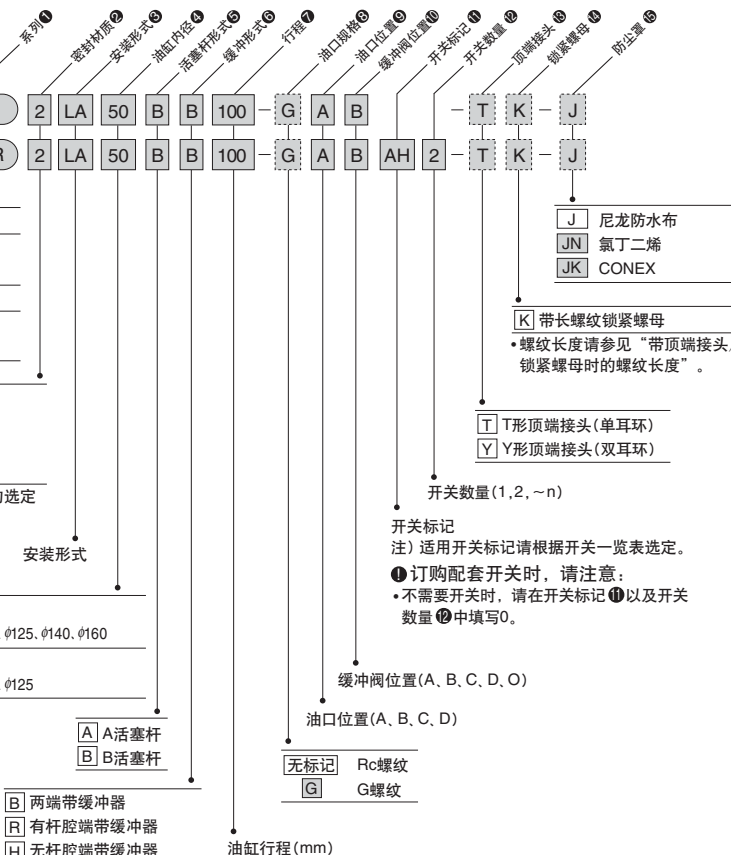 系列❶ 密封材质❷ 安装形式❸ 油缸内径❹ 活塞杆形式❺ 缓冲形式❻ 行程❼ 油口规格❽ 油口位置❾ 缓冲阀位置❿ 开关标记⓫ 开关数量⓬ 顶端接头⓭ 锁紧螺母⓮ 防尘罩⓯
2 LA 50 B B 100 - G A B - T K - J
R 2 LA 50 B B 100 - G A B AH 2 - T K - J
J 尼龙防水布
JN 氯丁二烯
JK CONEX
K 带长螺纹锁紧螺母
•螺纹长度请参见“带顶端接头,
锁紧螺母时的螺纹长度”。
T T形顶端接头(单耳环)
Y Y形顶端接头(双耳环)
开关数量(1,2,~n)
选定
安装形式
开关标记
注) 适用开关标记请根据开关一览表选定。
❗订购配套开关时，请注意：
•不需要开关时，请在开关标记⓫以及开关
数量⓬中填写0。
φ125、φ140、φ160
φ125
缓冲阀位置(A、B、C、D、O)
油口位置(A、B、C、D)
A A活塞杆
B B活塞杆
无标记 Rc螺纹
G G螺纹
B 两端带缓冲器
R 有杆腔端带缓冲器
H 无杆腔端带缓冲器
油缸行程(mm)